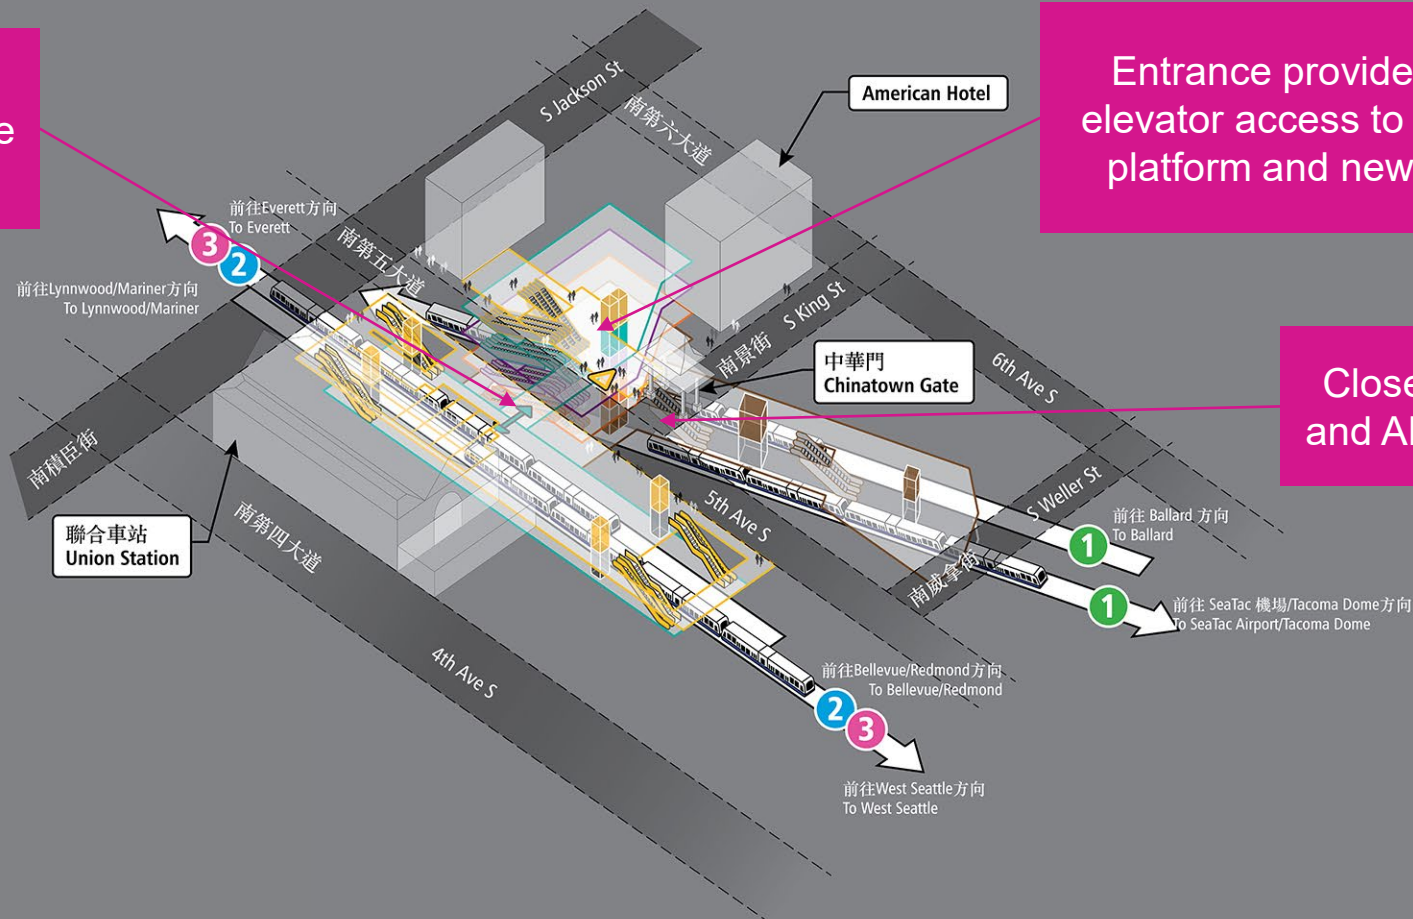 e
Entrance provide
elevator access to
platform and new
Close
S Jackson St
南第六大道
American Hotel
前往Everett方向
To Everett
3
2
南第五大道
前往Lynnwood/Mariner方向
To Lynnwood/Mariner
S King St
南景街
6th Ave S
中華門
Chinatown Gate
南積臣街
5th Ave S
S Weller St
南威拿街
聯合車站
Union Station
南第四大道
前往 Ballard 方向
To Ballard
1
1
前往 SeaTac 機場/Tacoma Dome方向
To SeaTac Airport/Tacoma Dome
4th Ave S
前往Bellevue/Redmond方向
To Bellevue/Redmond
2
3
前往West Seattle方向
To West Seattle
and